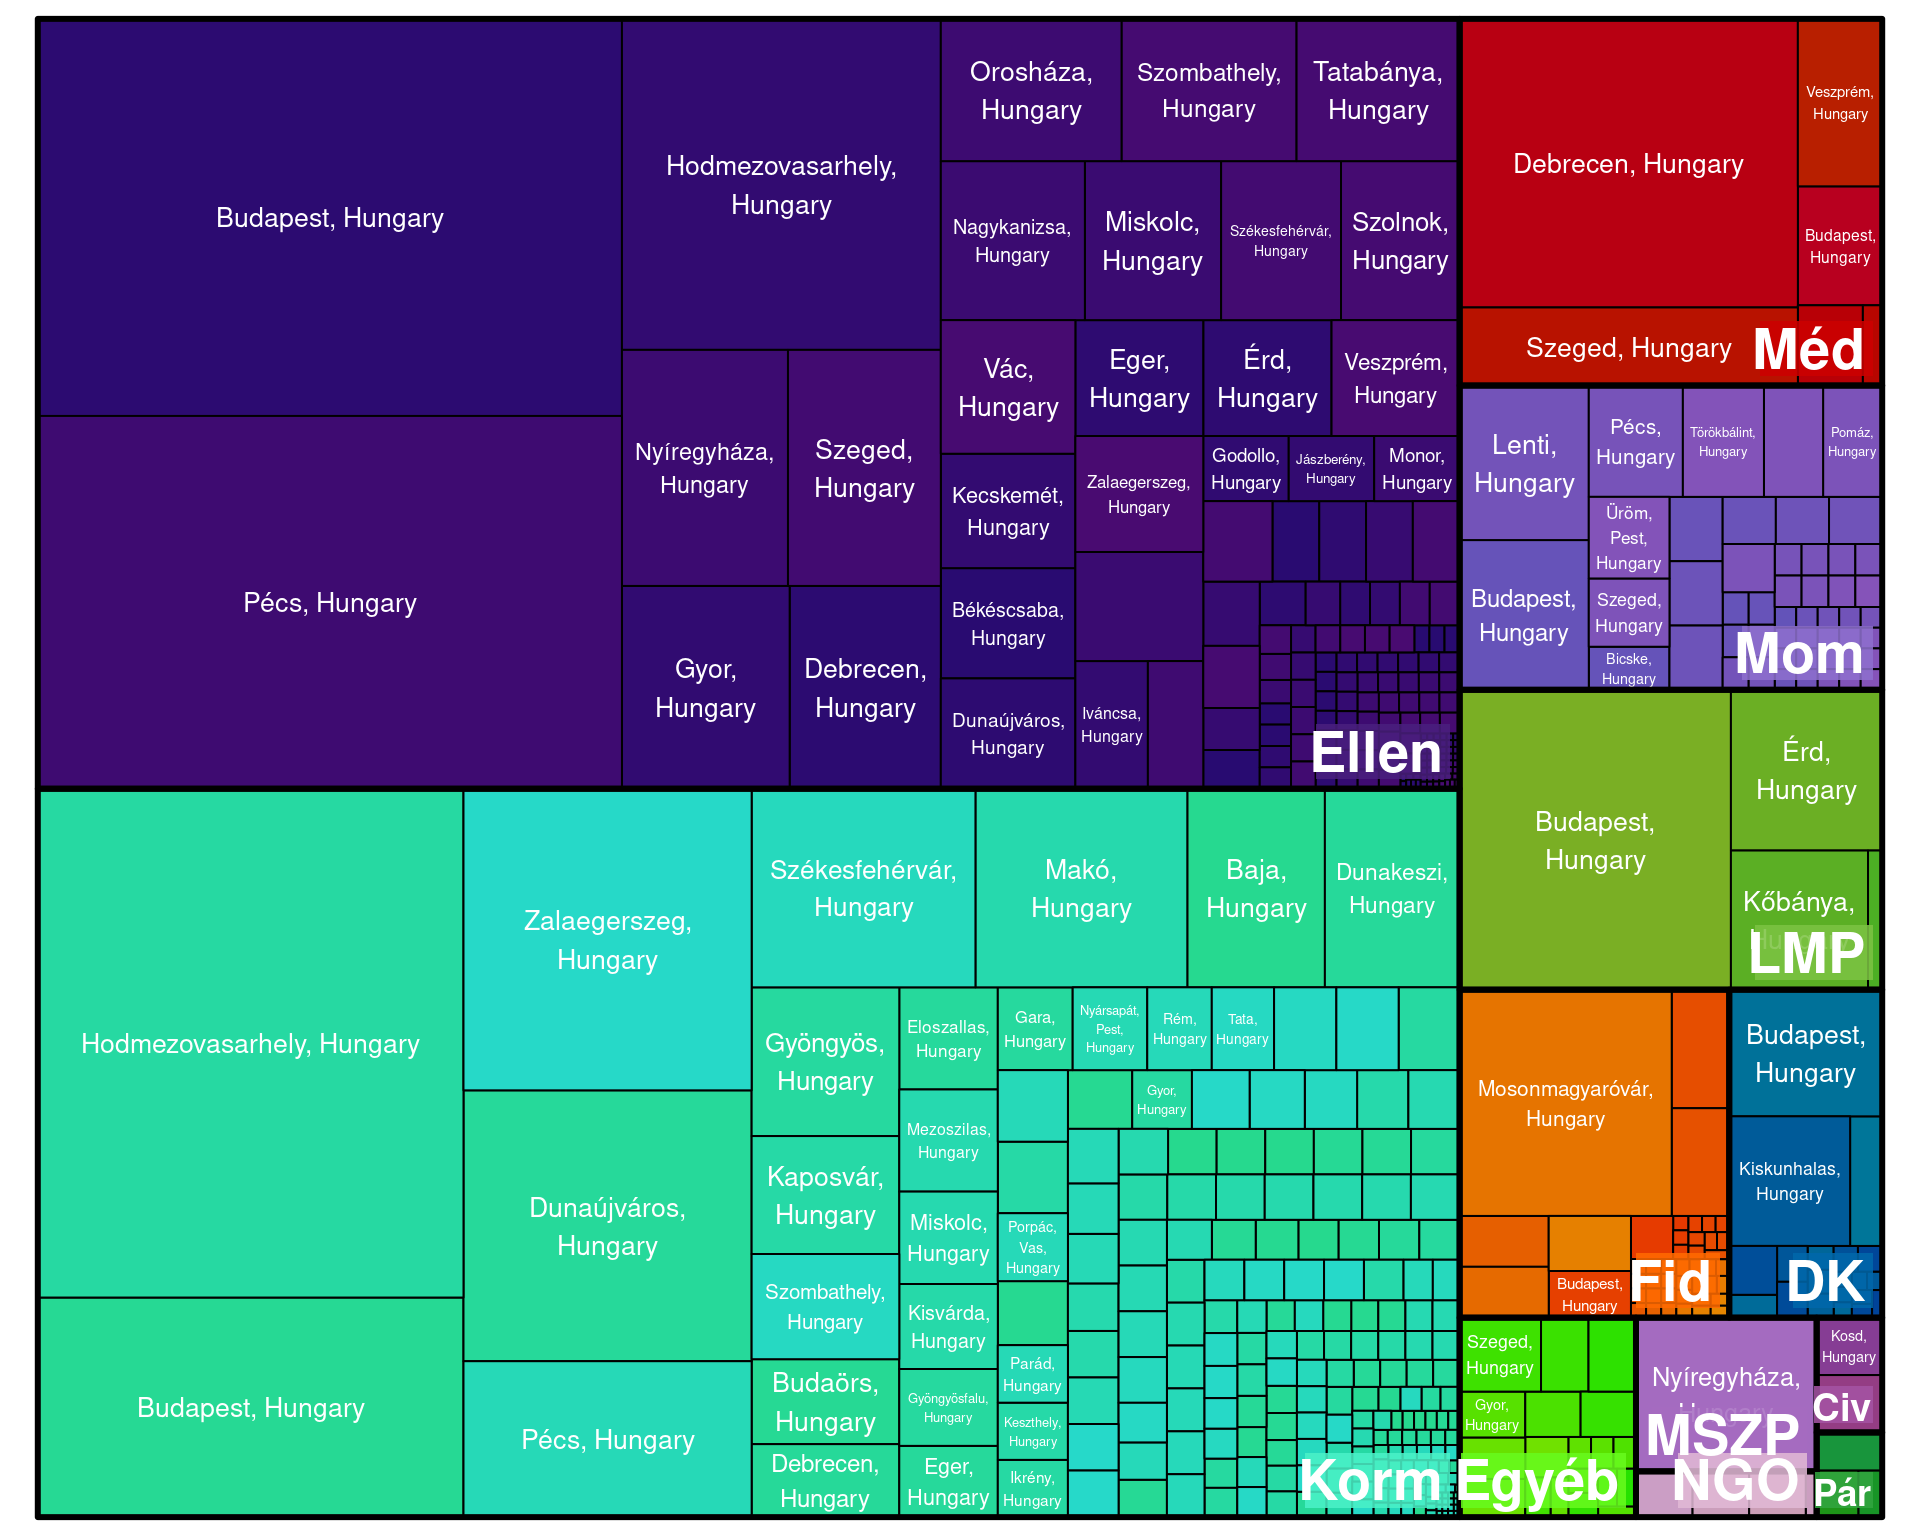 Budapest, Hungary
Pécs, Hungary
Hodmezovasarhely,
Hungary
Nyíregyháza,
Hungary
Szeged,
Hungary
Gyor,
Hungary
Debrecen,
Hungary
Orosháza,
Hungary
Szombathely,
Hungary
Tatabánya,
Hungary
Nagykanizsa,
Hungary
Miskolc,
Hungary
Székesfehérvár,
Hungary
Szolnok,
Hungary
Vác,
Hungary
Eger,
Hungary
Érd,
Hungary
Veszprém,
Hungary
Kecskemét,
Hungary
Zalaegerszeg,
Hungary
Godollo,
Hungary
Jászberény,
Hungary
Monor,
Hungary
Békéscsaba,
Hungary
Dunaújváros,
Hungary
Iváncsa,
Hungary
Ellen
Debrecen, Hungary
Veszprém,
Hungary
Budapest,
Hungary
Szeged, Hungary
Méd
Lenti,
Hungary
Pécs,
Hungary
Törökbálint,
Hungary
Pomáz,
Hungary
Üröm,
Pest,
Hungary
Budapest,
Hungary
Szeged,
Hungary
Bicske,
Hungary
Mom
Budapest,
Hungary
Érd,
Hungary
Kőbánya,
Hungary
LMP
Hodmezovasarhely, Hungary
Budapest, Hungary
Zalaegerszeg,
Hungary
Dunaújváros,
Hungary
Pécs, Hungary
Székesfehérvár,
Hungary
Makó,
Hungary
Baja,
Hungary
Dunakeszi,
Hungary
Gyöngyös,
Hungary
Kaposvár,
Hungary
Szombathely,
Hungary
Budaörs,
Hungary
Debrecen,
Hungary
Eloszallas,
Hungary
Mezoszilas,
Hungary
Miskolc,
Hungary
Kisvárda,
Hungary
Gyöngyösfalu,
Hungary
Eger,
Hungary
Gara,
Hungary
Nyársapát,
Pest,
Hungary
Rém,
Hungary
Tata,
Hungary
Gyor,
Hungary
Porpác,
Vas,
Hungary
Parád,
Hungary
Keszthely,
Hungary
Ikrény,
Hungary
Korm
Mosonmagyaróvár,
Hungary
Budapest,
Hungary
Fid
Budapest,
Hungary
Kiskunhalas,
Hungary
DK
Szeged,
Hungary
Gyor,
Hungary
Egyéb
Nyíregyháza,
Hungary
MSZP
NGO
Kosd,
Hungary
Civ
Pár